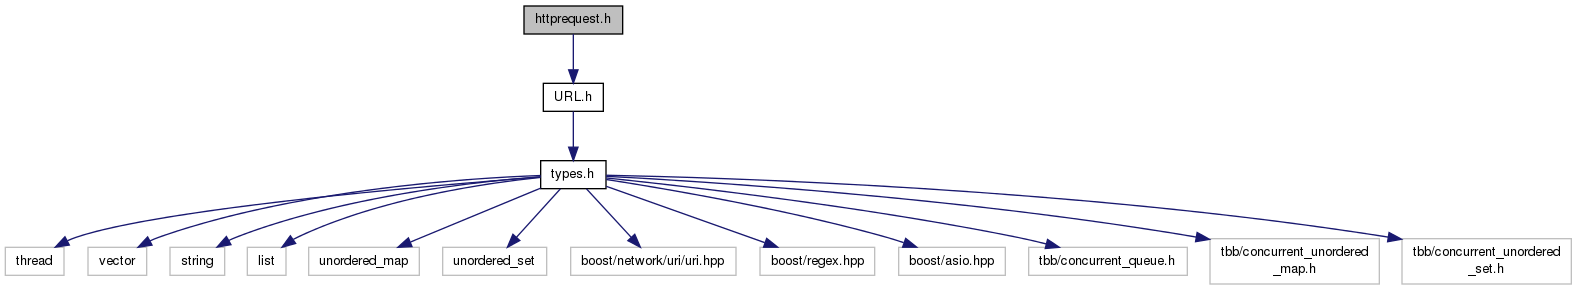 httprequest.h
URL.h
types.h
thread
vector
string
list
unordered_map
unordered_set
boost/network/uri/uri.hpp
boost/regex.hpp
boost/asio.hpp
tbb/concurrent_queue.h
tbb/concurrent_unordered
_map.h
tbb/concurrent_unordered
_set.h